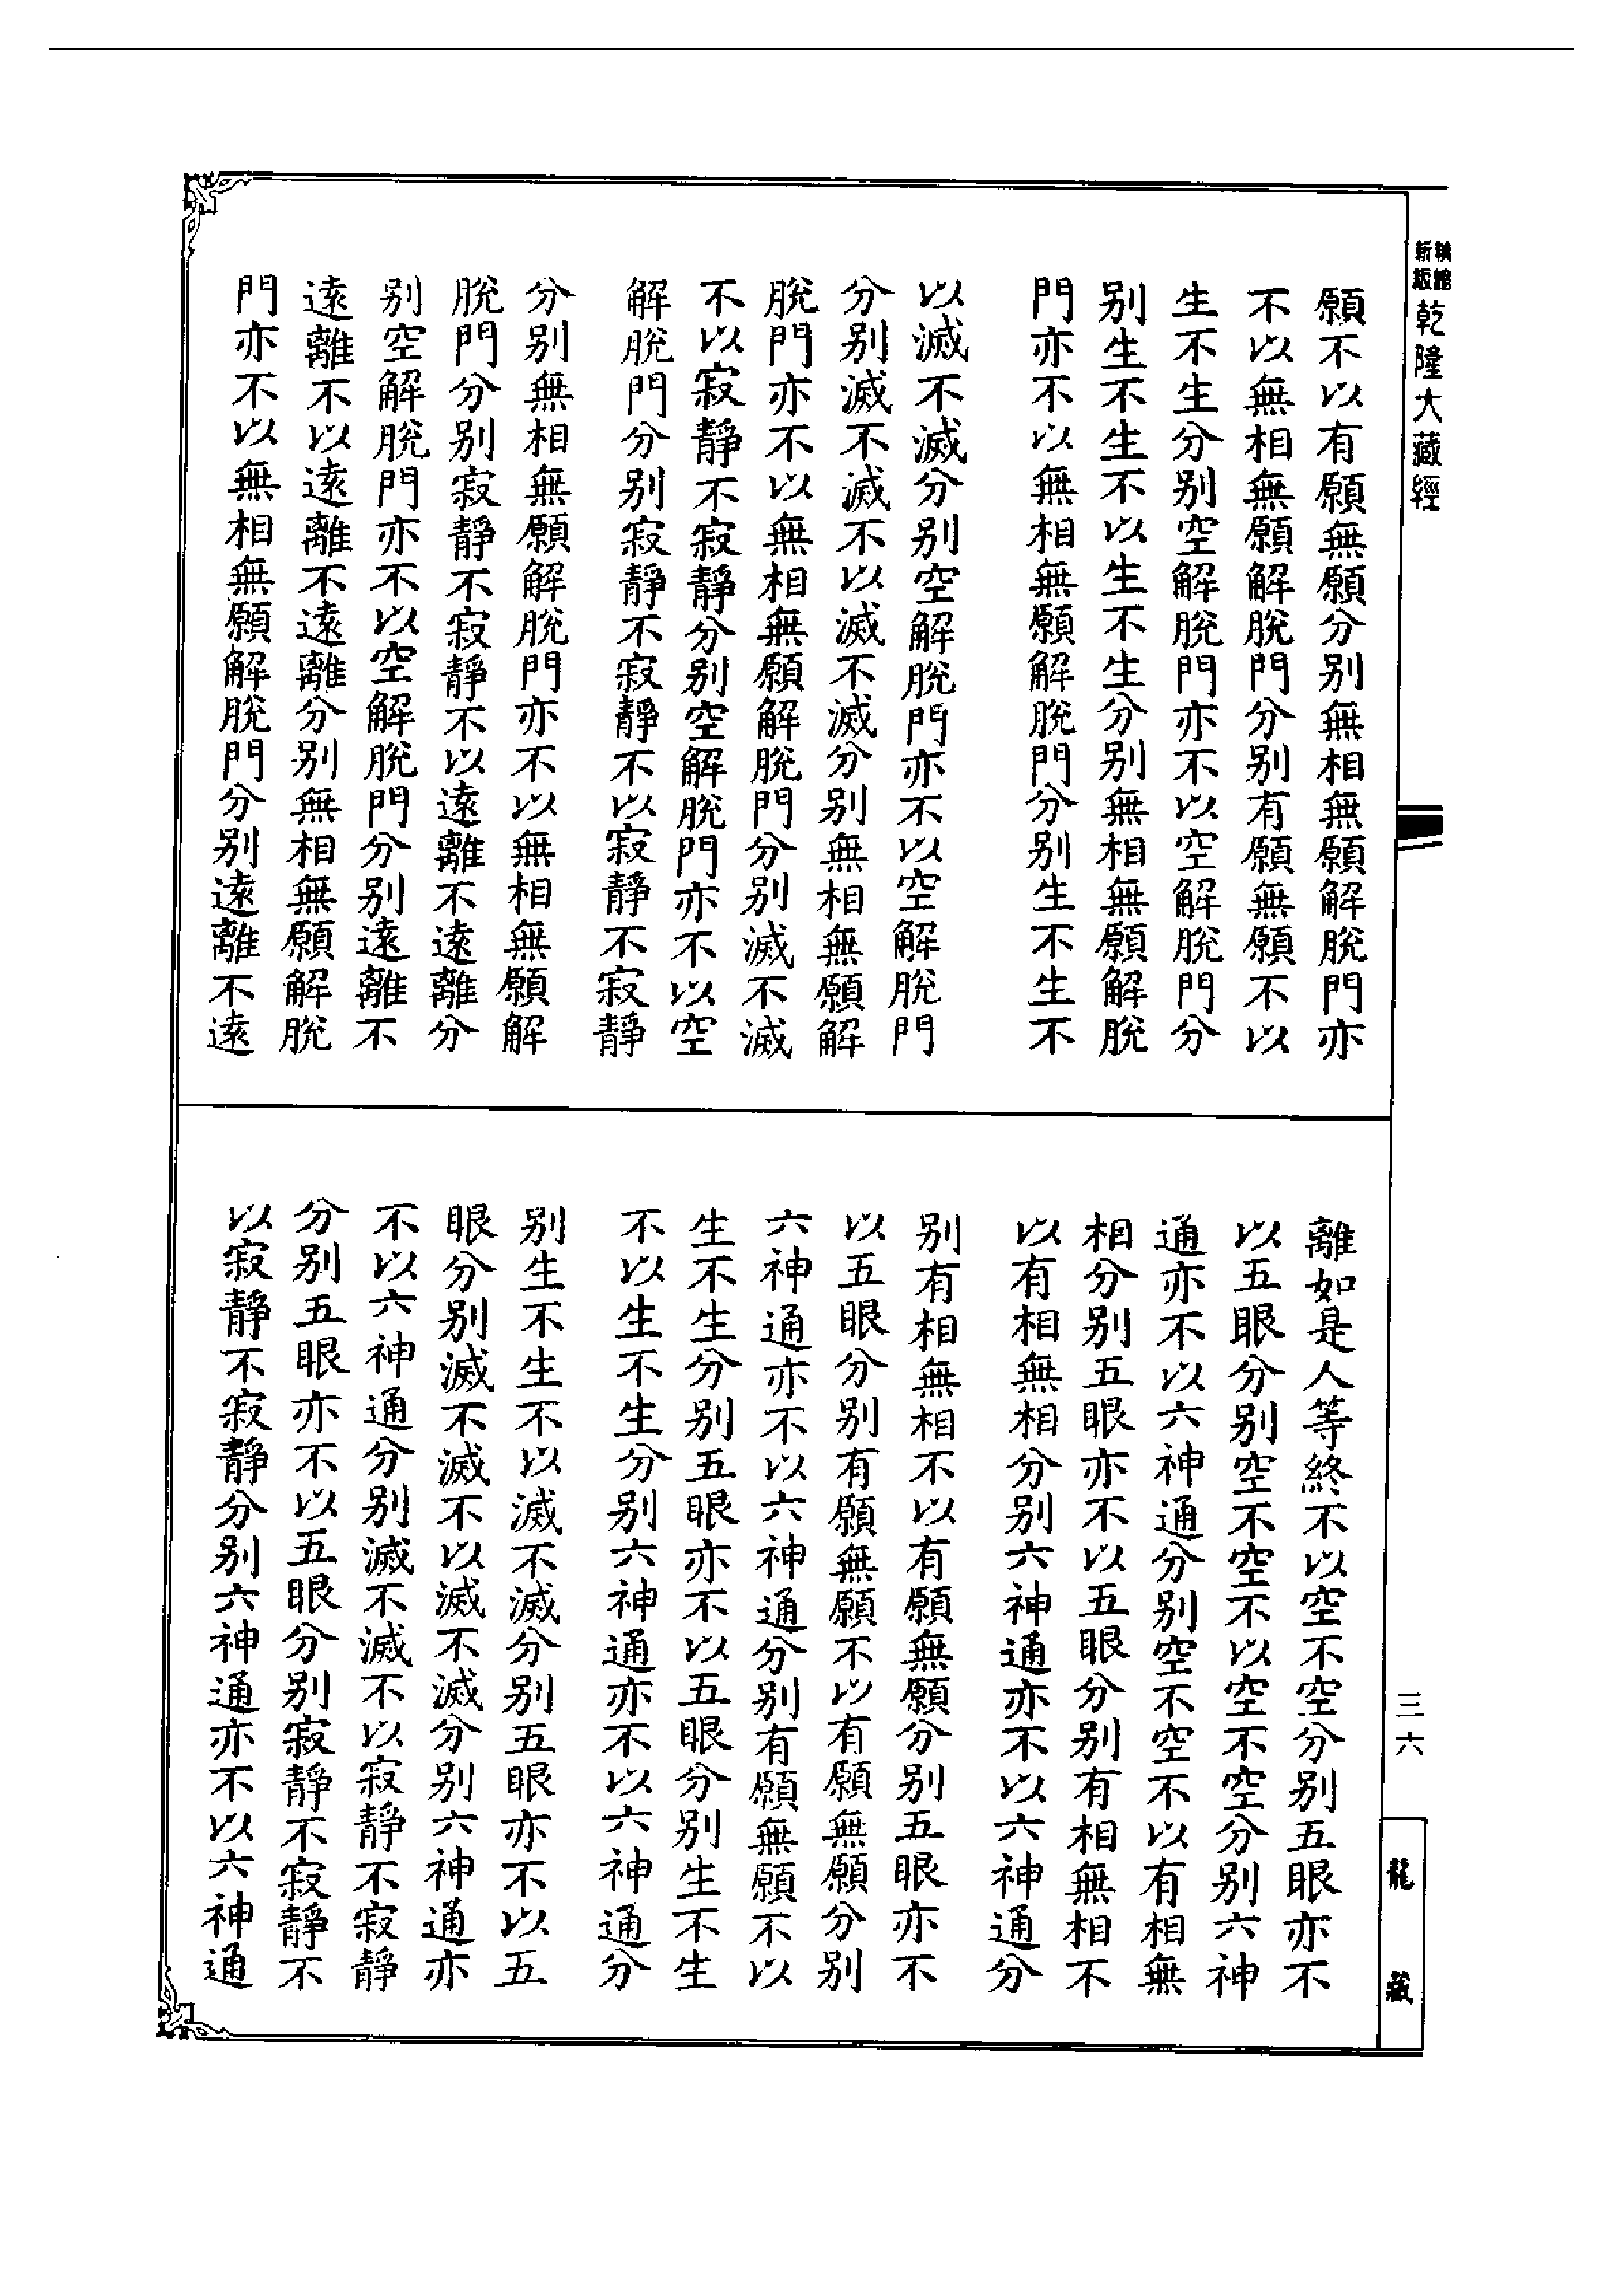 新版
乾隆大藏經
願不以有願無願分別無相無願解脫門亦
不以無相無願解脫門分別有願無願不以
生不生分別空解脫門亦不以空解脫門分
別生不生不以生不生分別無相無願解脫
門亦不以無相無願解脫門分別生不生不
以滅不滅分別空解脫門亦不以空解脫門
分別滅不滅不以滅不滅分別無相無願解
脫門亦不以無相無願解脫門分別滅不滅
不以寂靜不寂靜分別空解脫門亦不以空
解脫門分別寂靜不寂靜不以寂靜不寂靜
分別無相無願解脫門亦不以無相無願解
脫門分別寂靜不寂靜不以遠離不遠離分
別空解脫門亦不以空解脫門分別遠離不
遠離不以遠離不遠離分別無相無願解脫
門亦不以無相無願解脫門分別遠離不遠
離如是人等終不以空不空分別五眼亦不
以五眼分別空不空不以空不空分別六神
通亦不以六神通分別空不空不以有相無
相分別五眼亦不以五眼分別有相無相不
以有相無相分別六神通亦不以六神通分
別有相無相不以有願無願分別五眼亦不
以五眼分別有願無願不以有願無願分別
六神通亦不以六神通分別有願無願不以
生不生分別五眼亦不以五眼分別生不生
不以生不生分別六神通亦不以六神通分
別生不生不以滅不滅分別五眼亦不以五
眼分別滅不滅不以滅不滅分別六神通亦
不以六神通分別滅不滅不以寂靜不寂靜
分別五眼亦不以五眼分別寂靜不寂靜不
以寂靜不寂靜分別六神通亦不以六神通
三六
龍藏